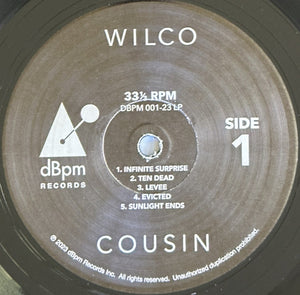 WILCO
33⅓ RPM
DBPM 001-23 LP
SIDE
1
dBpm
RECORDS
1. INFINITE SURPRISE
2. TEN DEAD
3. LEVEE
4. EVICTED
5. SUNLIGHT ENDS
COUSIN
℗ 2023 dBpm Records Inc. All rights reserved. Unauthorized duplication prohibited.